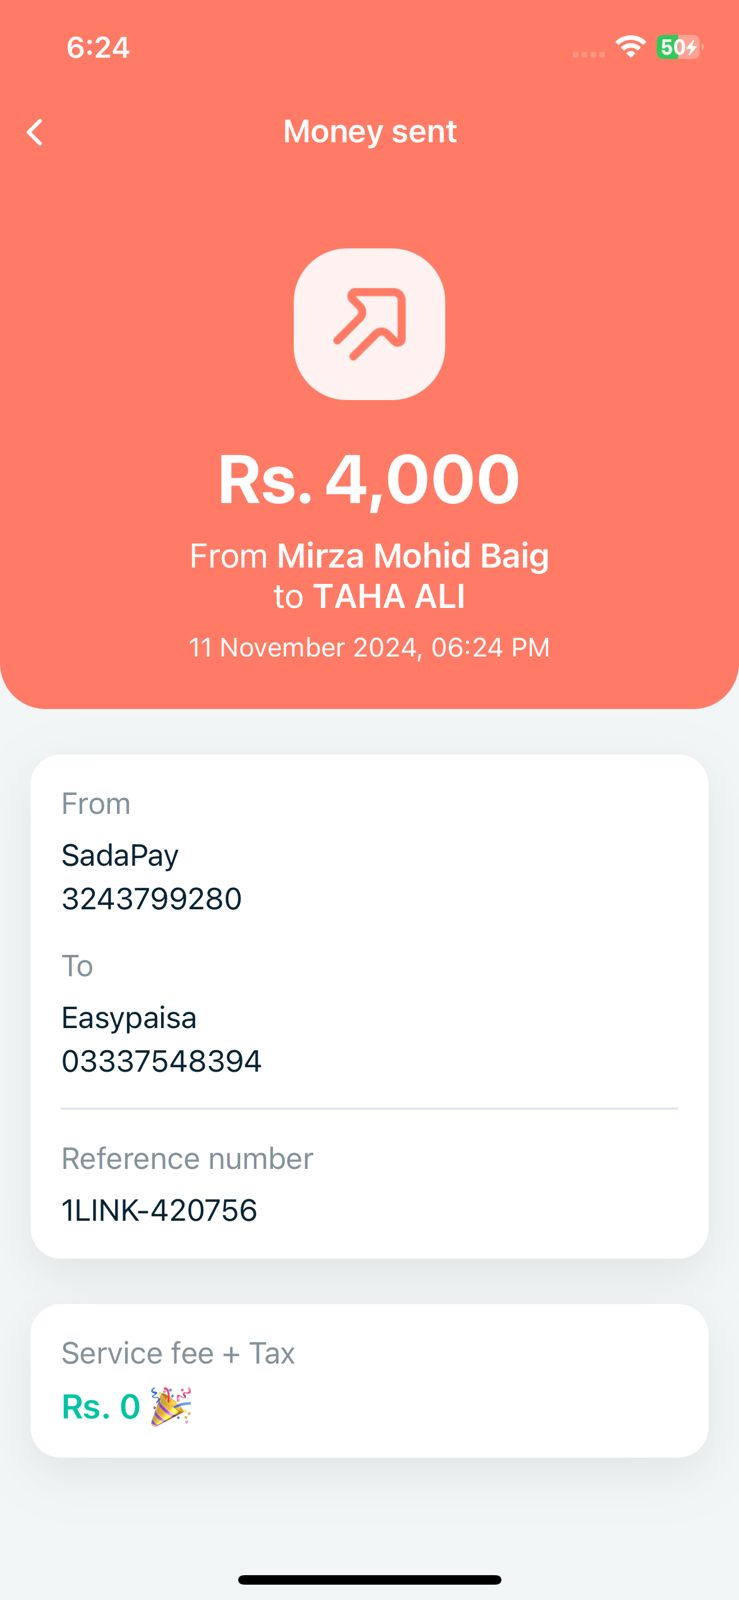 6:24
50
Money sent
Rs. 4,000
From Mirza Mohid Baig
to TAHA ALI
11 November 2024, 06:24 PM
From
SadaPay
3243799280
To
Easypaisa
03337548394
Reference number
1LINK-420756
Service fee + Tax
Rs. 0 🎉